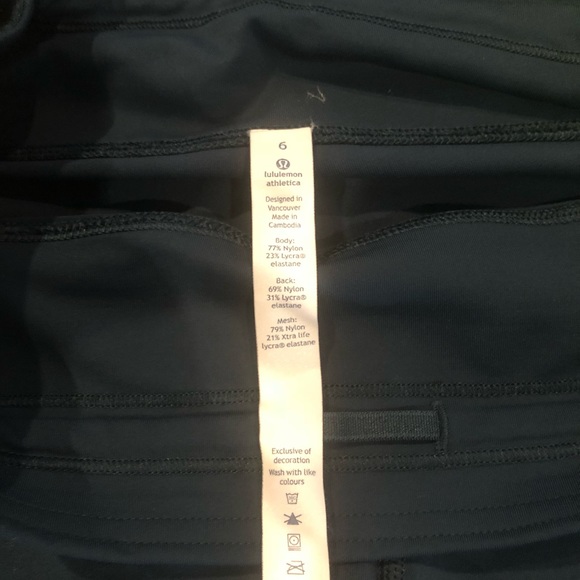 6
lululemon
athletica
Designed in
Vancouver
Made in
Cambodia
Body:
77% Nylon
23% Lycra®
elastane
Back:
69% Nylon
31% Lycra®
elastane
Mesh:
79% Nylon
21% Xtra life
lycra® elastane
Exclusive of
decoration
Wash with like
colours